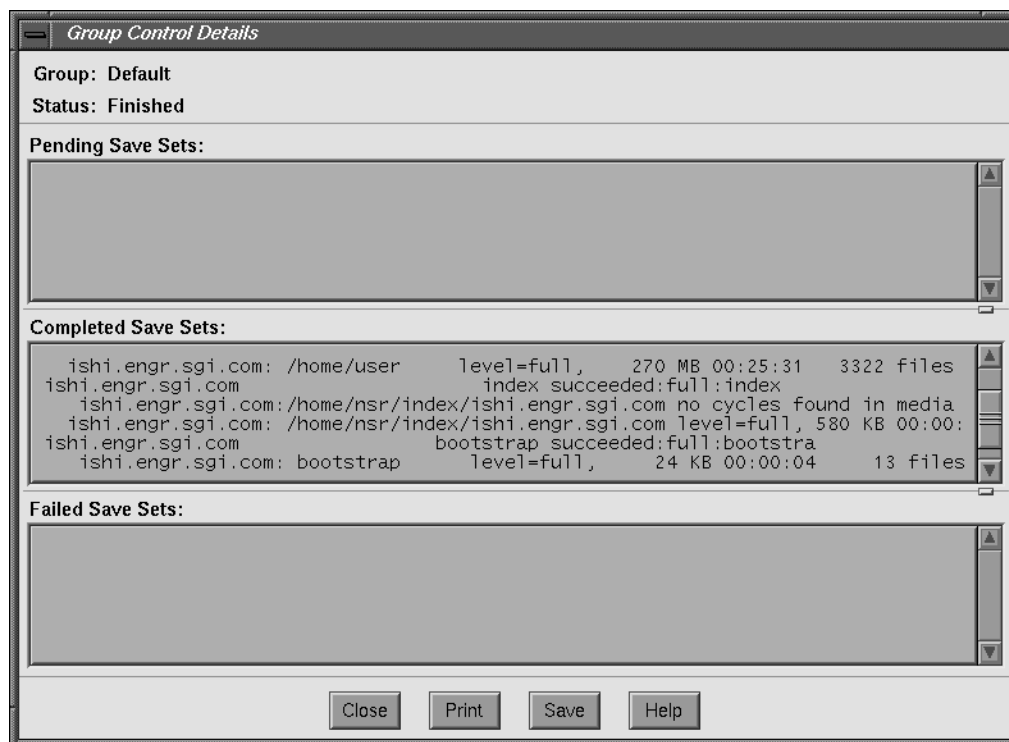 Group Control Details
Group: Default
Status: Finished
Pending Save Sets:
Completed Save Sets:
ishi.engr.sgi.com: /home/user level=full, 270 MB 00:25:31 3322 files
ishi.engr.sgi.com index succeeded:full:index
ishi.engr.sgi.com:/home/nsr/index/ishi.engr.sgi.com no cycles found in media
ishi.engr.sgi.com: /home/nsr/index/ishi.engr.sgi.com level=full, 580 KB 00:00:
ishi.engr.sgi.com bootstrap succeeded:full:bootstra
ishi.engr.sgi.com: bootstrap level=full, 24 KB 00:00:04 13 files
Failed Save Sets:
Close Print Save Help